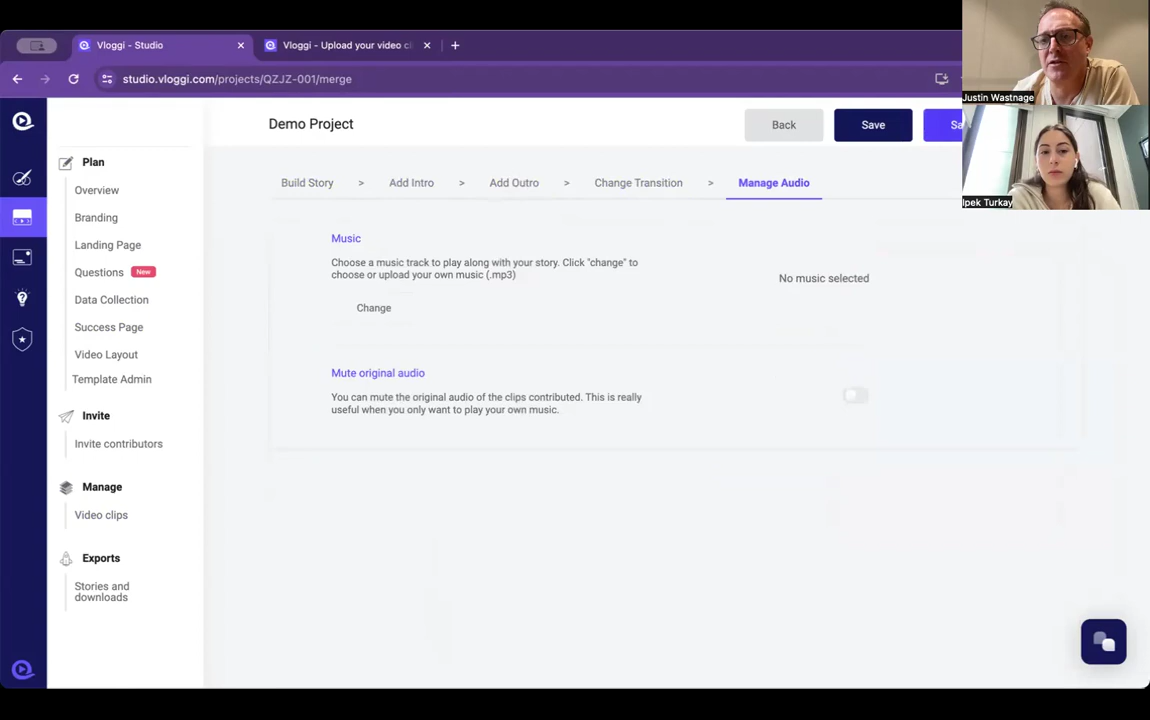 Vloggi - Studio
Vloggi - Upload your video cl
studio.vloggi.com/projects/QZJZ-001/merge
Justin Wastnage
Ipek Turkay
Demo Project
Back
Save
Sa
Plan
Overview
Branding
Landing Page
Questions New
Data Collection
Success Page
Video Layout
Template Admin
Invite
Invite contributors
Manage
Video clips
Exports
Stories and
downloads
Build Story > Add Intro > Add Outro > Change Transition > Manage Audio
Music
Choose a music track to play along with your story. Click "change" to
choose or upload your own music (.mp3)
No music selected
Change
Mute original audio
You can mute the original audio of the clips contributed. This is really
useful when you only want to play your own music.